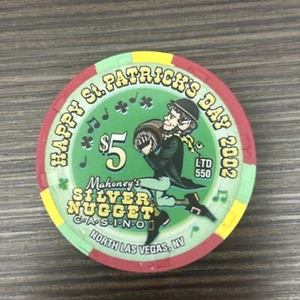 HAPPY ST. PATRICK'S DAY 2002
$5
LTD
550
Mahoney's
SILVER
NUGGET
CASINO
NORTH LAS VEGAS, NV